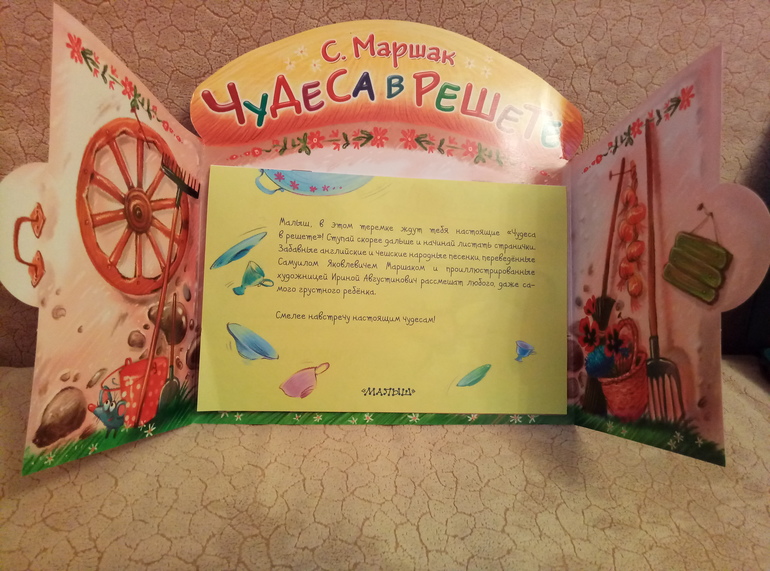 С. Маршак
ЧУДЕСА В РЕШЕТЕ
Малыш, в этом теремке ждут тебя настоящие «Чудеса
в решете»! Ступай скорее дальше и начинай листать странички.
Забавные английские и чешские народные песенки, переведённые
Самуилом Яковлевичем Маршаком и проиллюстрированные
художницей Ириной Августинович рассмешат любого, даже са-
мого грустного ребёнка.
Смелее навстречу настоящим чудесам!
«МАЛЫШ»